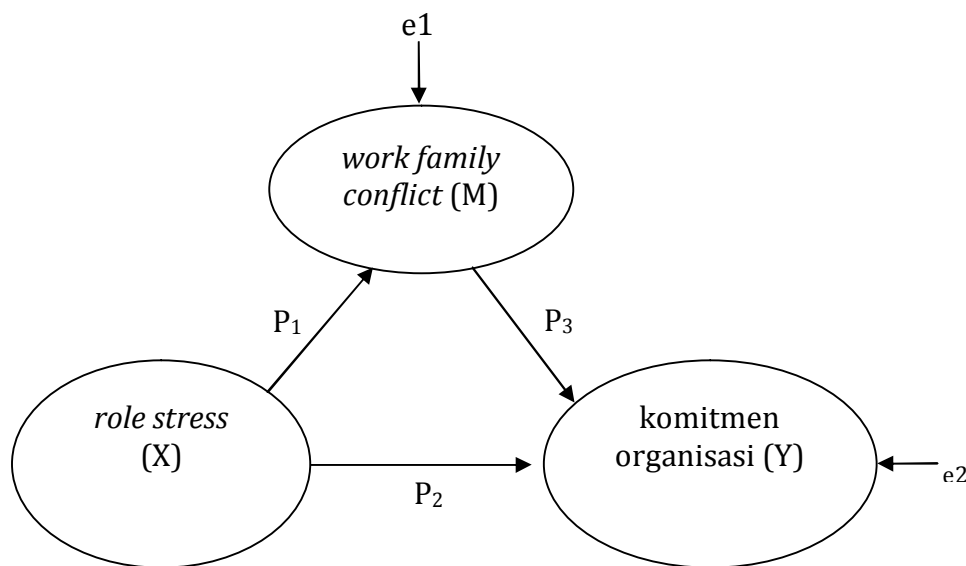 e1
work family
conflict (M)
P₁
P₃
role stress
(X)
komitmen
organisasi (Y)
P₂
e2